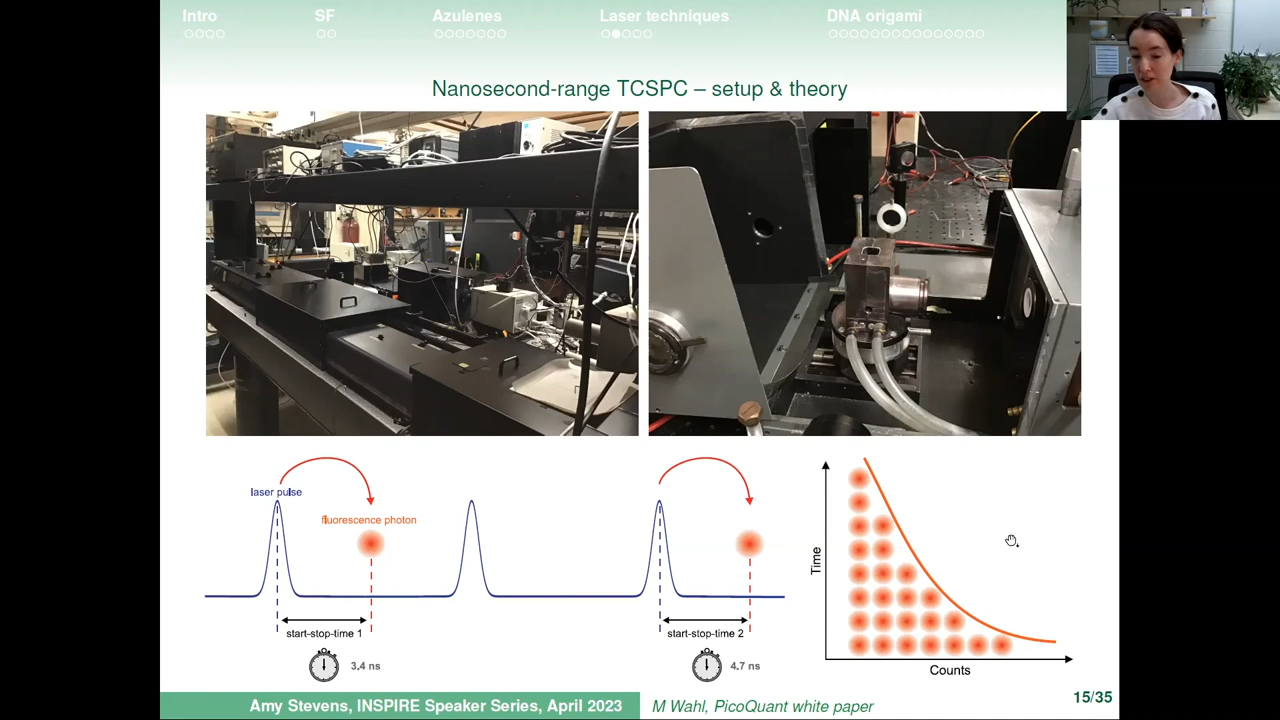 Intro
SF
Azulenes
Laser techniques
DNA origami
Nanosecond-range TCSPC – setup & theory
laser pulse
fluorescence photon
start-stop-time 1
3,4 ns
start-stop-time 2
4.7 ns
Time
Counts
Amy Stevens, INSPIRE Speaker Series, April 2023
M Wahl, PicoQuant white paper
15/35